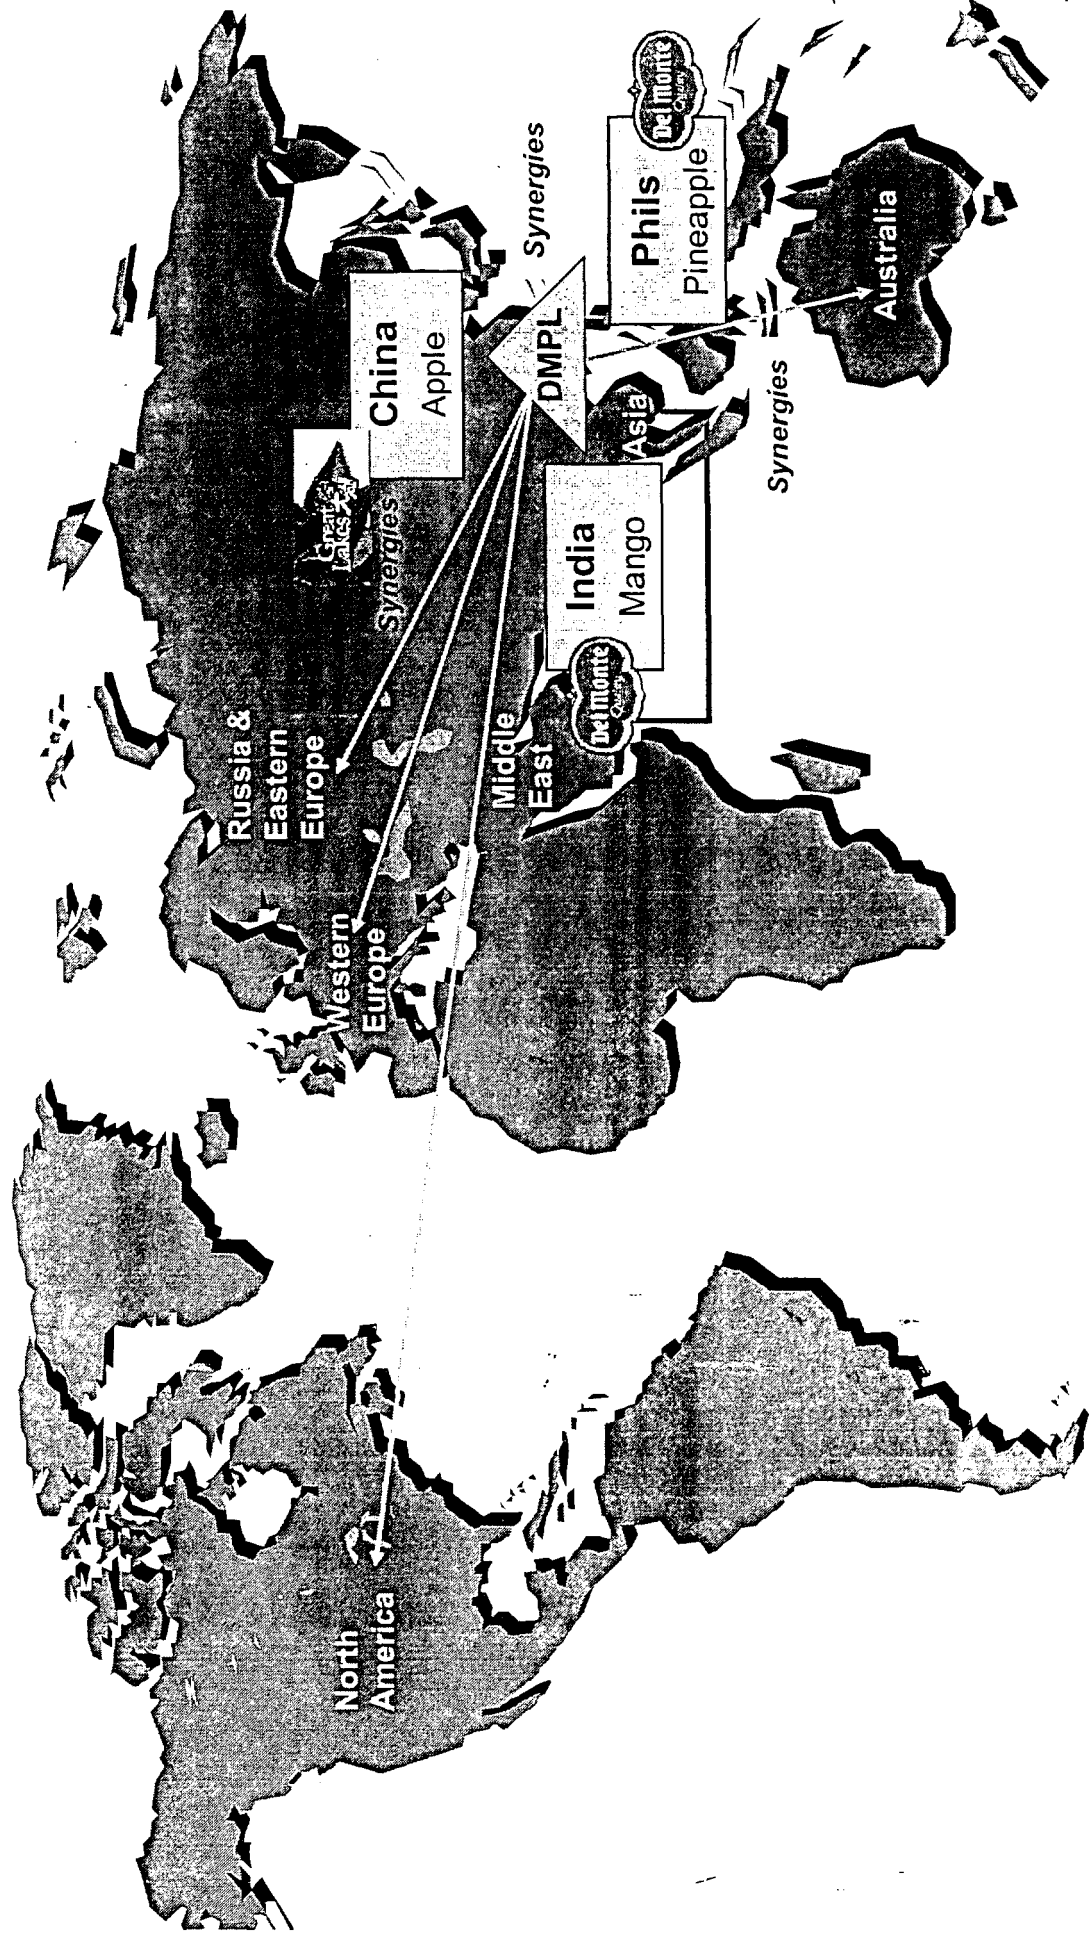 North
America
Western
Europe
Russia &
Eastern
Europe
Middle
East
Great
Lakes
Synergies
China
Apple
Del Monte
Quality
India
Mango
Asia
DMPL
Synergies
Phils
Pineapple
Del Monte
Quality
Synergies
Australia